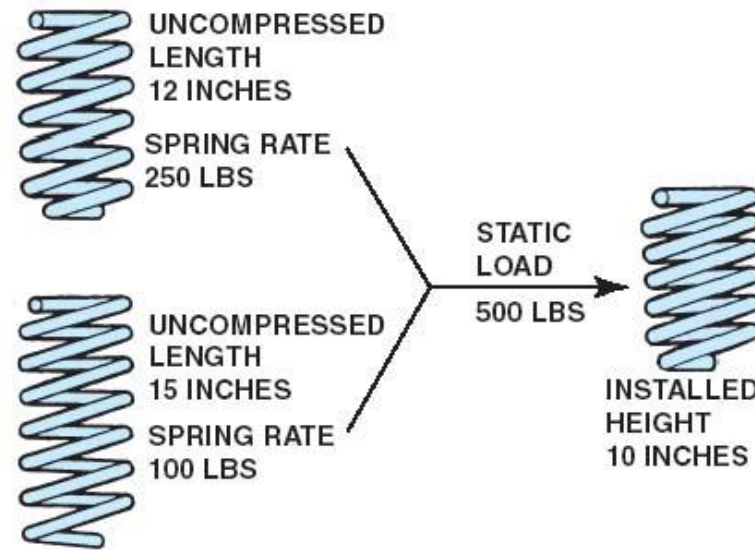 UNCOMPRESSED
LENGTH
12 INCHES
SPRING RATE
250 LBS
UNCOMPRESSED
LENGTH
15 INCHES
SPRING RATE
100 LBS
STATIC
LOAD
500 LBS
INSTALLED
HEIGHT
10 INCHES